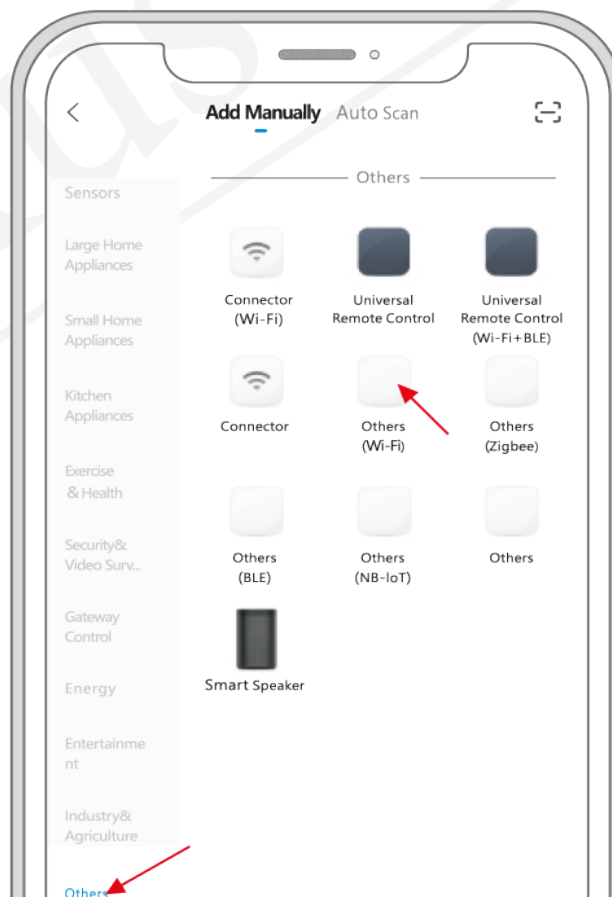 Add Manually Auto Scan
Sensors
Large Home
Appliances
Small Home
Appliances
Kitchen
Appliances
Exercise
& Health
Security&
Video Surv...
Gateway
Control
Energy
Entertainme
nt
Industry&
Agriculture
Others
Others
Connector
(Wi-Fi)
Universal
Remote Control
Universal
Remote Control
(Wi-Fi+BLE)
Connector
Others
(Wi-Fi)
Others
(Zigbee)
Others
(BLE)
Others
(NB-IoT)
Others
Smart Speaker